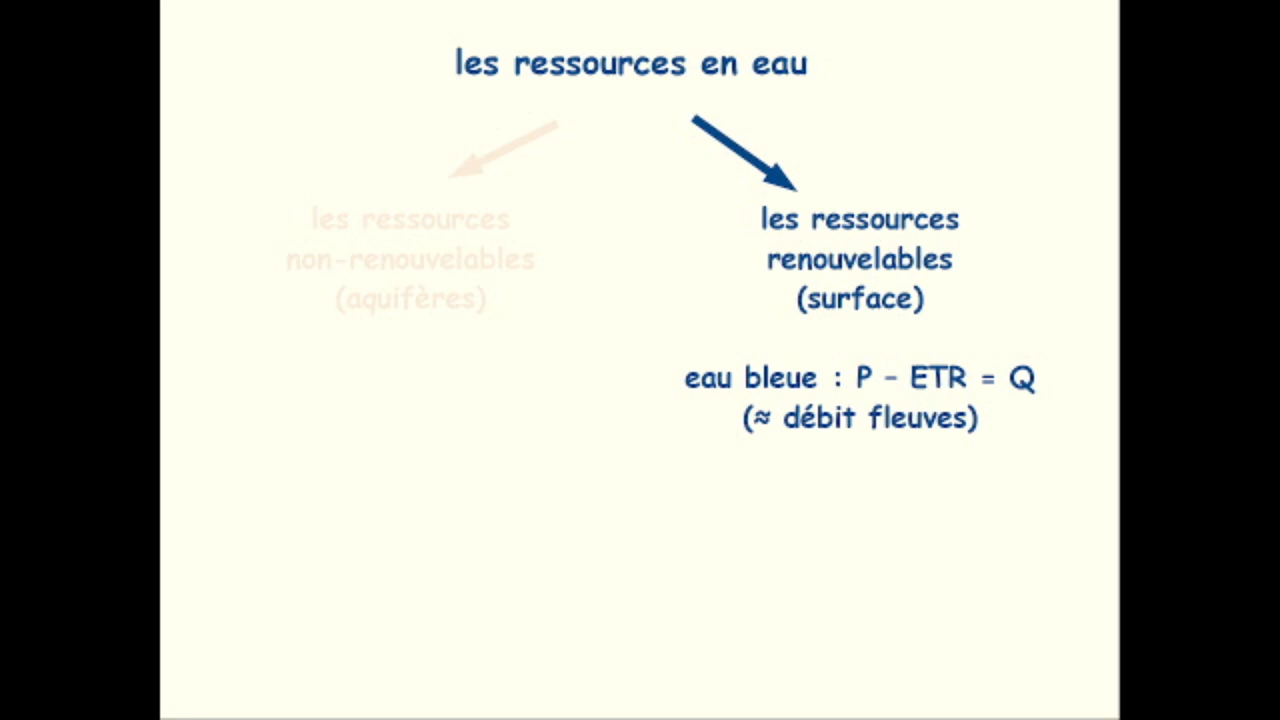 les ressources en eau
les ressources
non-renouvelables
(aquifères)
les ressources
renouvelables
(surface)
eau bleue : P - ETR = Q
(≈ débit fleuves)